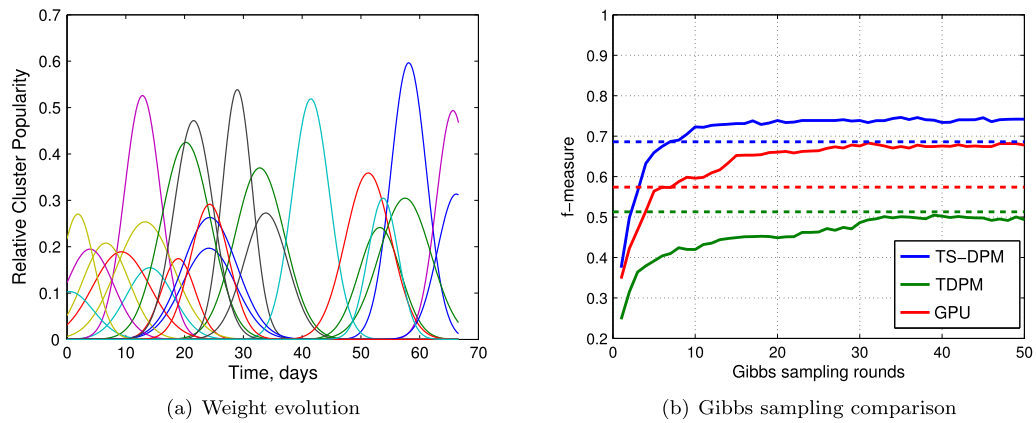 0.7
0.6
0.5
0.4
0.3
0.2
0.1
0
0 10 20 30 40 50 60 70
Relative Cluster Popularity
Time, days
(a) Weight evolution
1
0.9
0.8
0.7
0.6
0.5
0.4
0.3
0.2
0 10 20 30 40 50
f-measure
Gibbs sampling rounds
TS-DPM
TDPM
GPU
(b) Gibbs sampling comparison